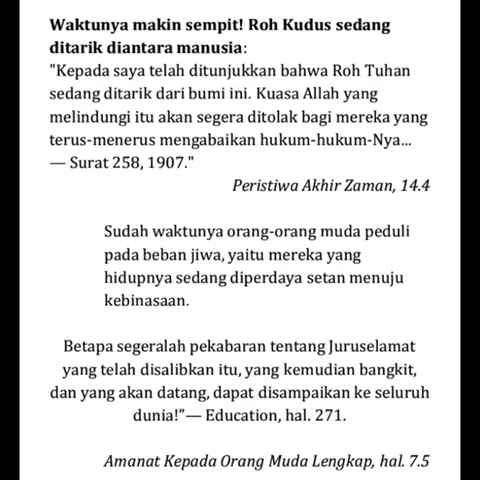 Waktunya makin sempit! Roh Kudus sedang
ditarik diantara manusia:
"Kepada saya telah ditunjukkan bahwa Roh Tuhan
sedang ditarik dari bumi ini. Kuasa Allah yang
melindungi itu akan segera ditolak bagi mereka yang
terus-menerus mengabaikan hukum-hukum-Nya...
— Surat 258, 1907."
Peristiwa Akhir Zaman, 14.4
Sudah waktunya orang-orang muda peduli
pada beban jiwa, yaitu mereka yang
hidupnya sedang diperdaya setan menuju
kebinasaan.
Betapa segeralah pekabaran tentang Juruselamat
yang telah disalibkan itu, yang kemudian bangkit,
dan yang akan datang, dapat disampaikan ke seluruh
dunia!”— Education, hal. 271.
Amanat Kepada Orang Muda Lengkap, hal. 7.5